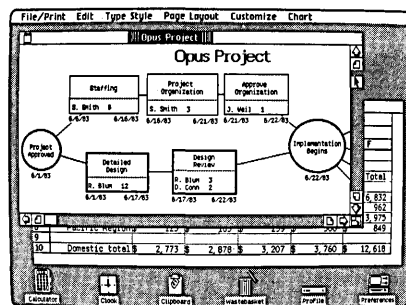 File/Print Edit Type Style Page Layout Customize Chart
Opus Project
Opus Project
Staffing
S. Smith 8
6/6/83 6/16/83
Project
Organization
S. Smith 3
6/16/83 6/21/83
Approve
Organization
J. Weil 1
6/21/83 6/22/83
Project
Approved
6/1/83
Detailed
Design
R. Blum 12
6/1/83 6/17/83
Design
Review
R. Blum 3
D. Conn 2
6/17/83 6/22/83
Implementation
Begins
6/22/83
F
Total
6,832
962
3,975
8 Pacific Region $ 849
9
10 Domestic total $ 2,773 $ 2,878 $ 3,207 $ 3,760 $ 12,618
Calculator Clock Clipboard Wastebasket ProFile Preferences